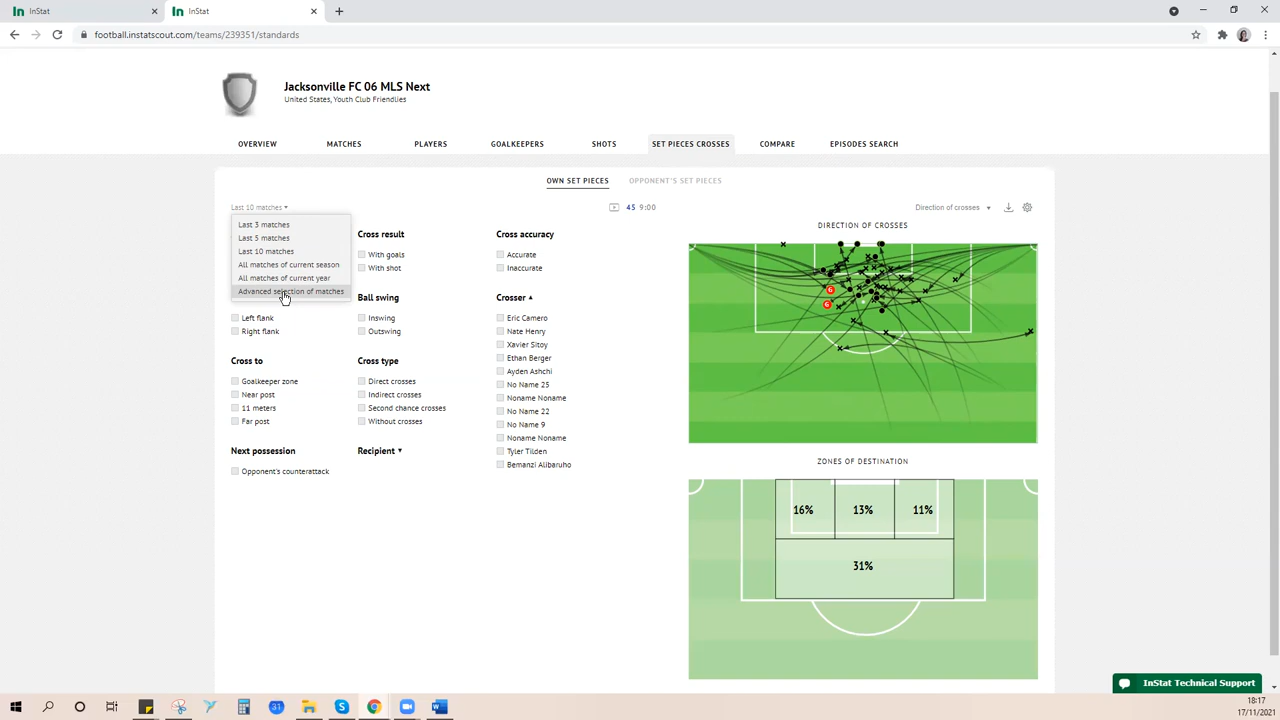 InStat
InStat
football.instatscout.com/teams/239351/standards
Jacksonville FC 06 MLS Next
United States, Youth Club Friendlies
OVERVIEW MATCHES PLAYERS GOALKEEPERS SHOTS SET PIECES CROSSES COMPARE EPISODES SEARCH
OWN SET PIECES OPPONENT'S SET PIECES
Last 10 matches 45 9:00 Direction of crosses
Last 3 matches
Last 5 matches
Last 10 matches
All matches of current season
All matches of current year
Advanced selection of matches
Left flank
Right flank
Cross to
Goalkeeper zone
Near post
11 meters
Far post
Next possession
Opponent's counterattack
Cross result
With goals
With shot
Ball swing
Inswing
Outswing
Cross type
Direct crosses
Indirect crosses
Second chance crosses
Without crosses
Recipient
Cross accuracy
Accurate
Inaccurate
Crosser
Eric Camero
Nate Henry
Xavier Sitoy
Ethan Berger
Ayden Ashchi
No Name 25
Noname Noname
No Name 22
No Name 9
Noname Noname
Tyler Tilden
Bemanzi Alibaruho
DIRECTION OF CROSSES
G
G
ZONES OF DESTINATION
16% 13% 11%
31%
InStat Technical Support
31
18:17
17/11/2021